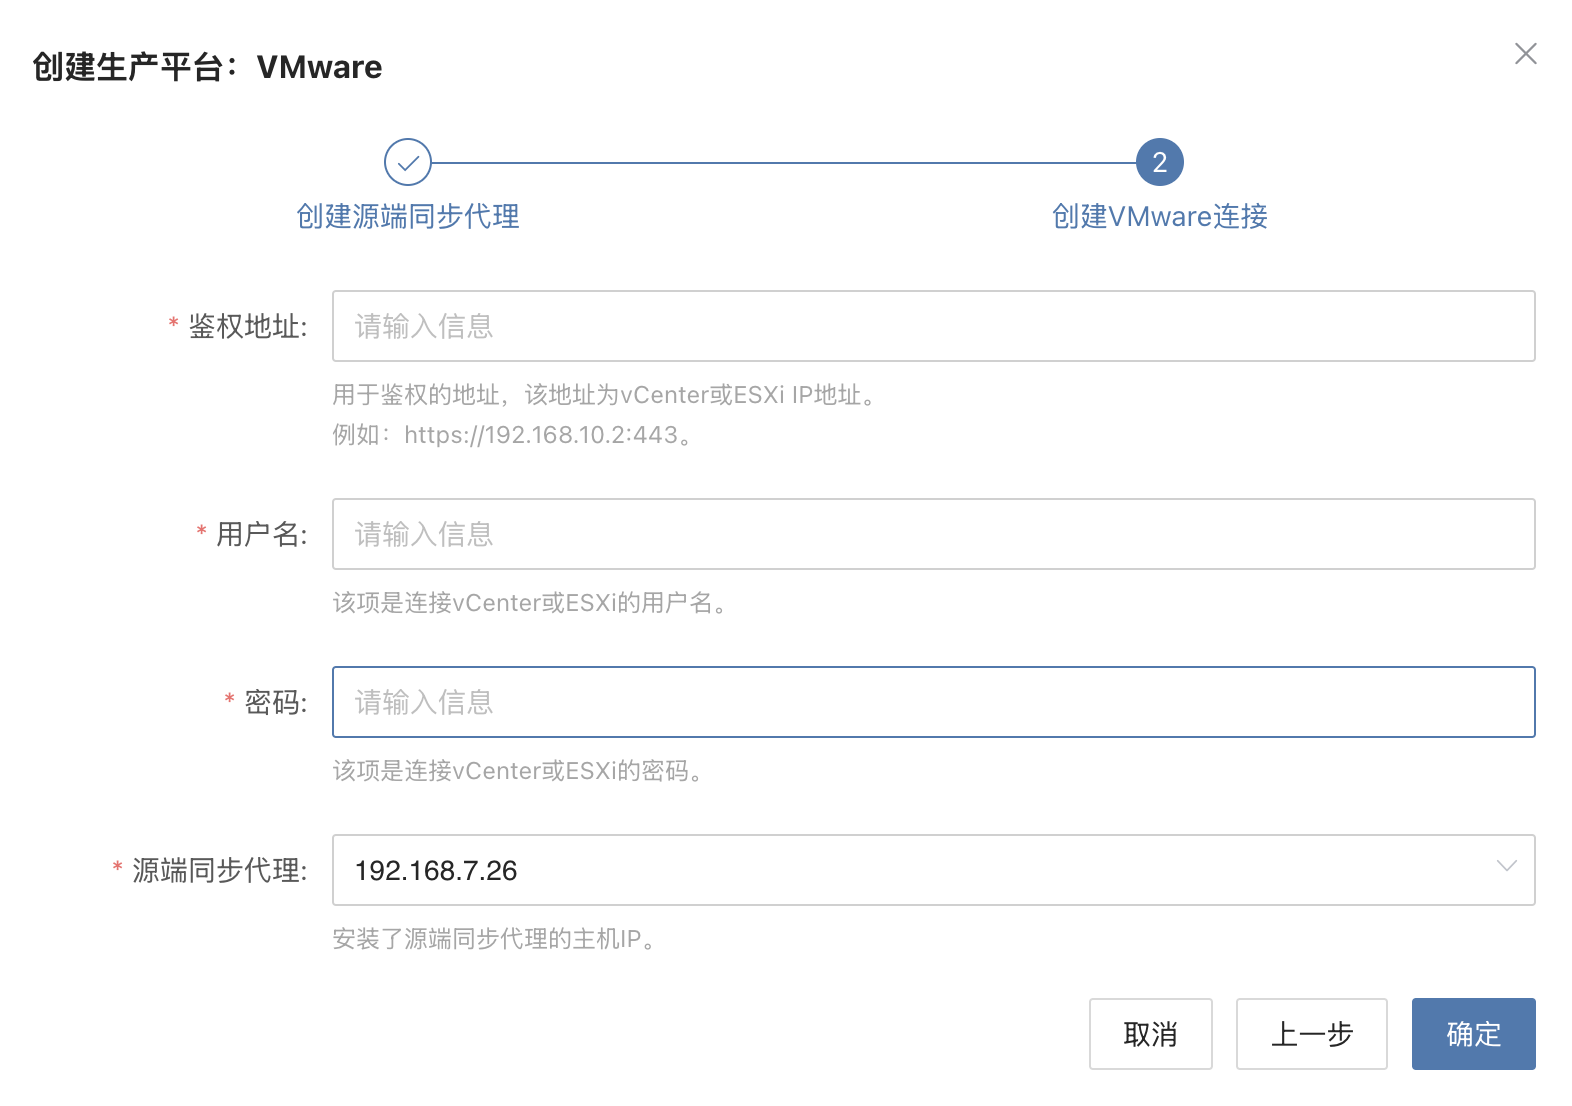 创建生产平台：VMware
2
创建源端同步代理
创建VMware连接
* 鉴权地址:
请输入信息
用于鉴权的地址，该地址为vCenter或ESXi IP地址。
例如：https://192.168.10.2:443。
* 用户名:
请输入信息
该项是连接vCenter或ESXi的用户名。
* 密码:
请输入信息
该项是连接vCenter或ESXi的密码。
* 源端同步代理:
192.168.7.26
安装了源端同步代理的主机IP。
取消
上一步
确定